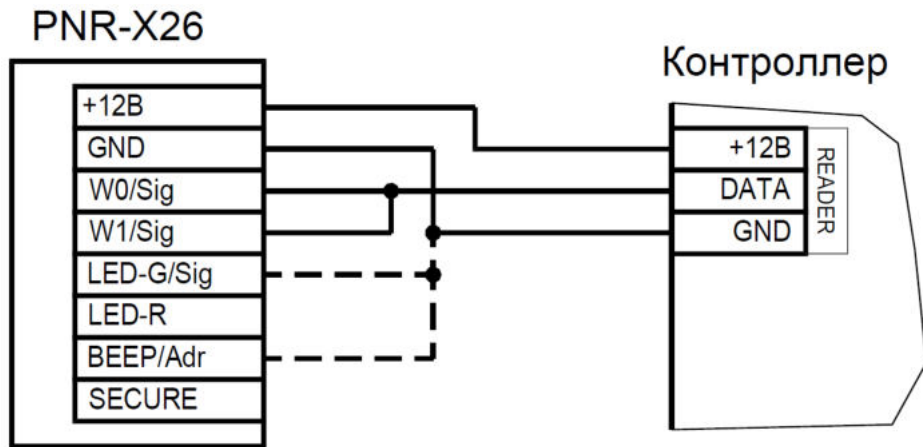 PNR-X26
+12В
GND
W0/Sig
W1/Sig
LED-G/Sig
LED-R
BEEP/Adr
SECURE
Контроллер
+12В
DATA
GND
READER